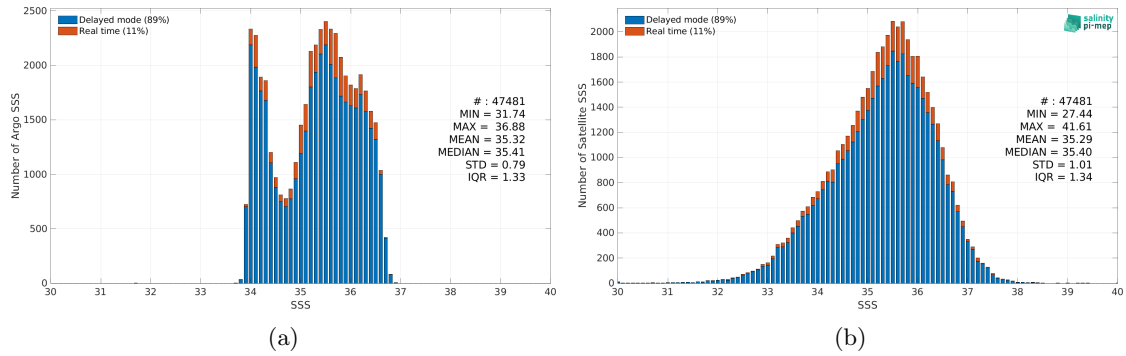 Delayed mode (89%)
Real time (11%)
Number of Argo SSS
2500
2000
1500
1000
500
0
# : 47481
MIN = 31.74
MAX = 36.88
MEAN = 35.32
MEDIAN = 35.41
STD = 0.79
IQR = 1.33
30 31 32 33 34 35 36 37 38 39 40
SSS
(a)
Delayed mode (89%)
Real time (11%)
salinity
pi-mep
Number of Satellite SSS
2000
1800
1600
1400
1200
1000
800
600
400
200
0
# : 47481
MIN = 27.44
MAX = 41.61
MEAN = 35.29
MEDIAN = 35.40
STD = 1.01
IQR = 1.34
30 31 32 33 34 35 36 37 38 39 40
SSS
(b)